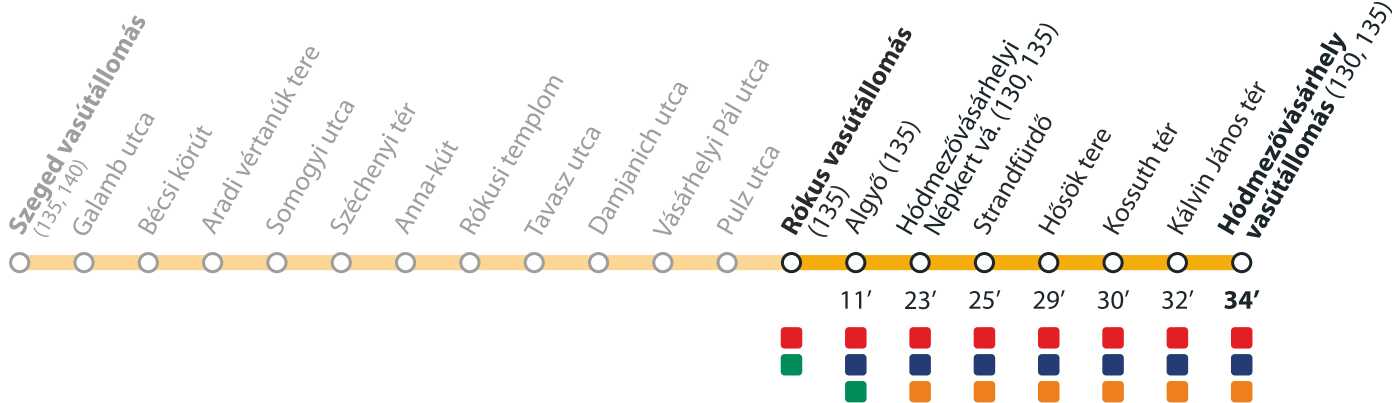 Szeged vasútállomás
(135, 140)
Galamb utca
Bécsi körút
Aradi vértanúk tere
Somogyi utca
Széchenyi tér
Anna-kút
Rókusi templom
Tavasz utca
Damjanich utca
Vásárhelyi Pál utca
Pulz utca
Rókus vasútállomás
(135)
Algyő (135)
Hódmezővásárhelyi
Népkert vá. (130, 135)
Strandfürdő
Hősök tere
Kossuth tér
Kálvin János tér
Hódmezővásárhely
vasútállomás (130, 135)
11’ 23’ 25’ 29’ 30’ 32’ 34’